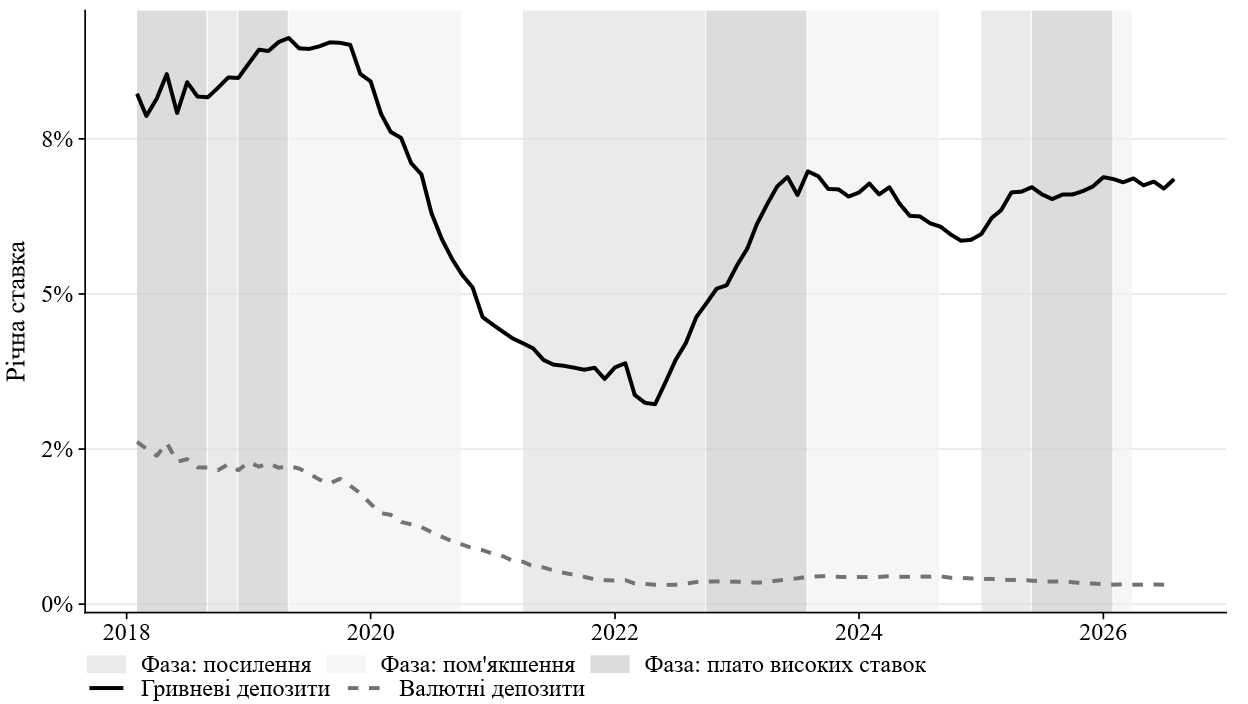 Річна ставка
8%
5%
2%
0%
2018 2020 2022 2024 2026
Фаза: посилення Фаза: пом'якшення Фаза: плато високих ставок
Гривневі депозити Валютні депозити